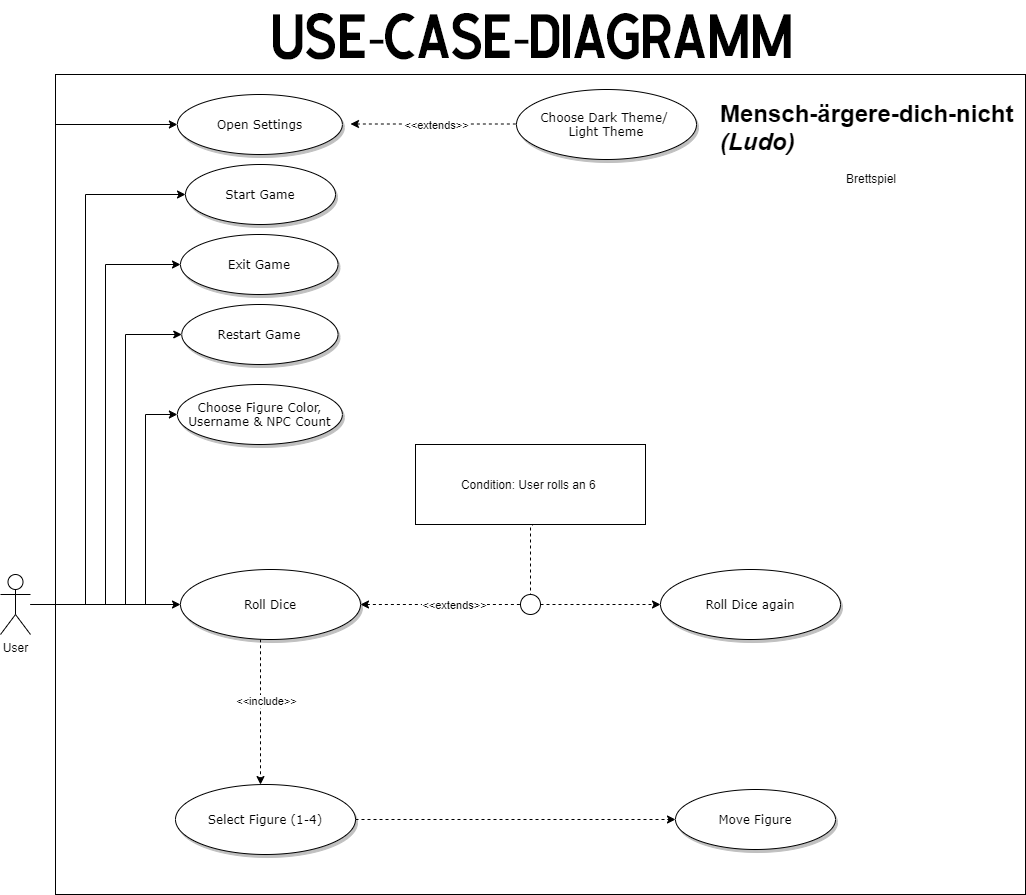 USE-CASE-DIAGRAMM
Mensch-ärgere-dich-nicht
(Ludo)
Brettspiel
Open Settings
<<extends>>
Choose Dark Theme/
Light Theme
Start Game
Exit Game
Restart Game
Choose Figure Color,
Username & NPC Count
Condition: User rolls an 6
User
Roll Dice
<<extends>>
Roll Dice again
<<include>>
Select Figure (1-4)
Move Figure